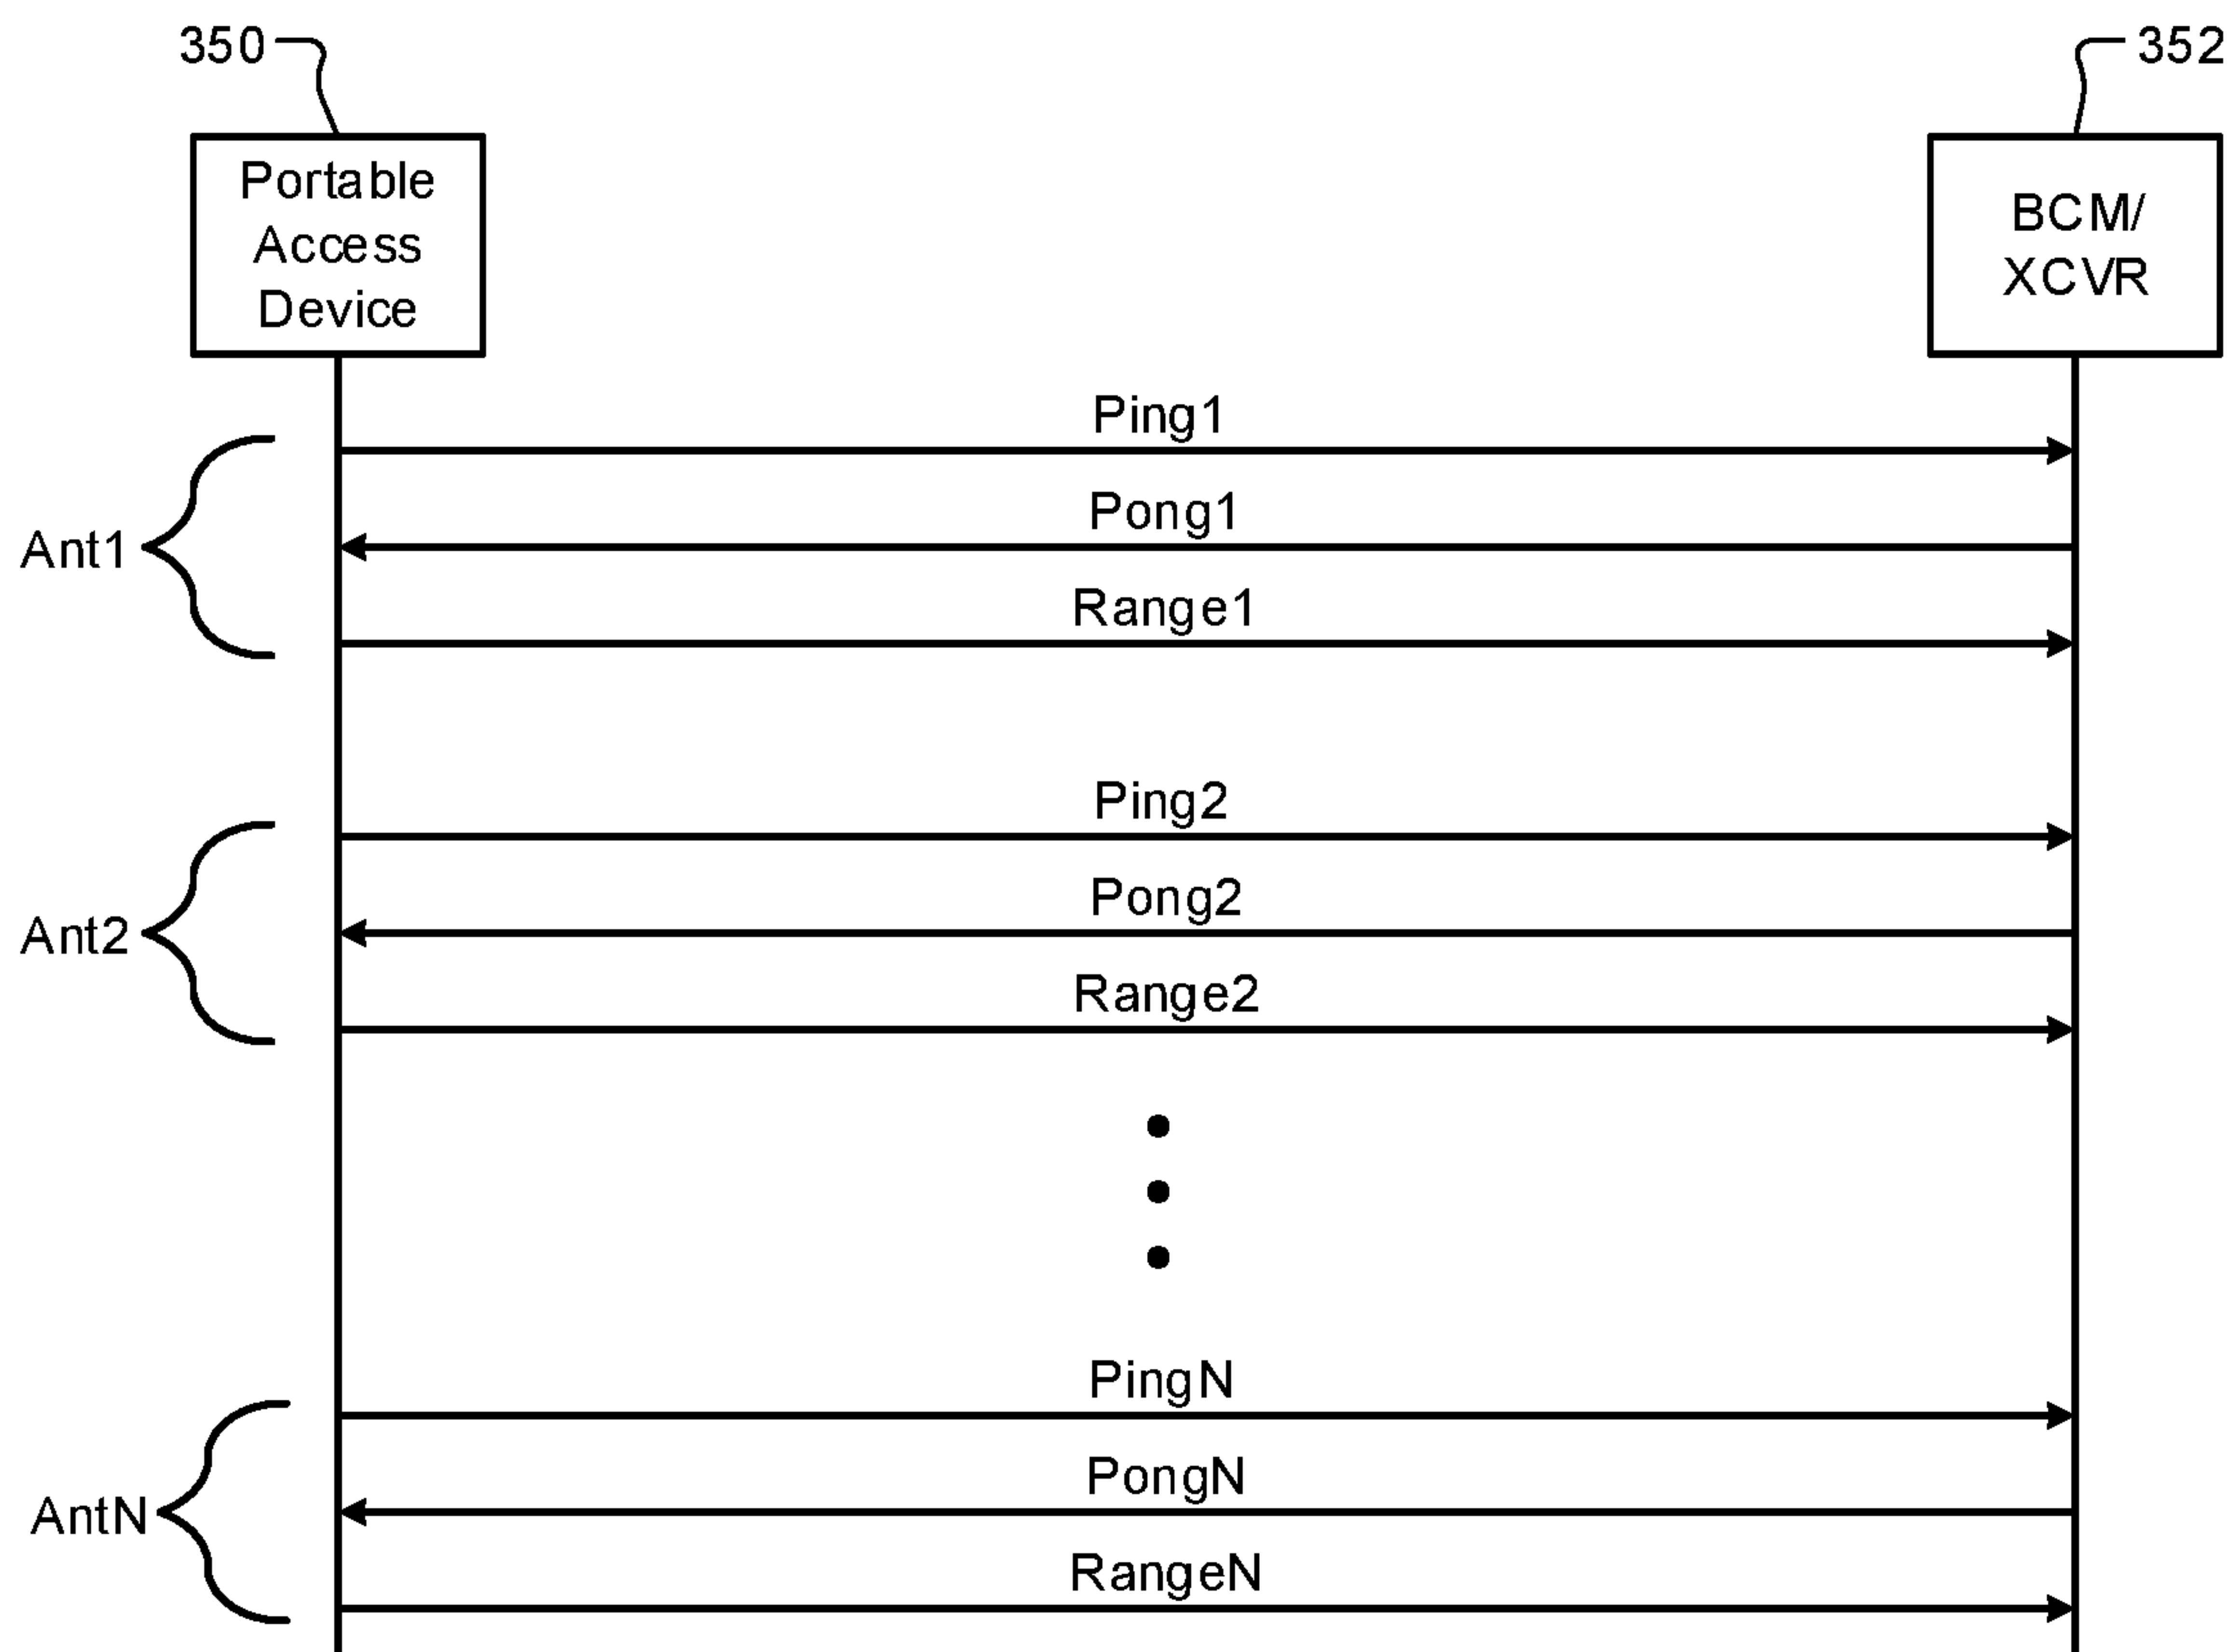 350
352
Portable
Access
Device
BCM/
XCVR
Ping1
Pong1
Ant1
Range1
Ping2
Pong2
Ant2
Range2
PingN
PongN
AntN
RangeN